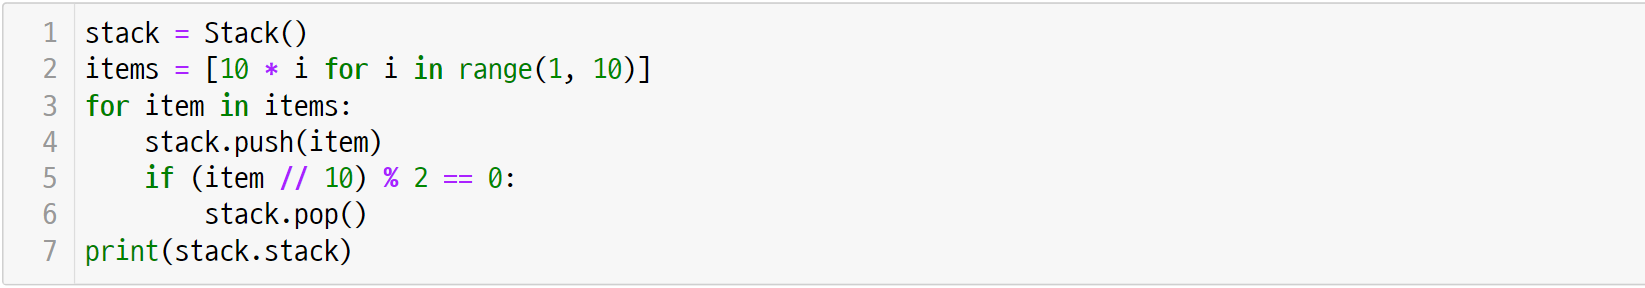 1 stack = Stack()
2 items = [10 * i for i in range(1, 10)]
3 for item in items:
4     stack.push(item)
5     if (item // 10) % 2 == 0:
6         stack.pop()
7 print(stack.stack)